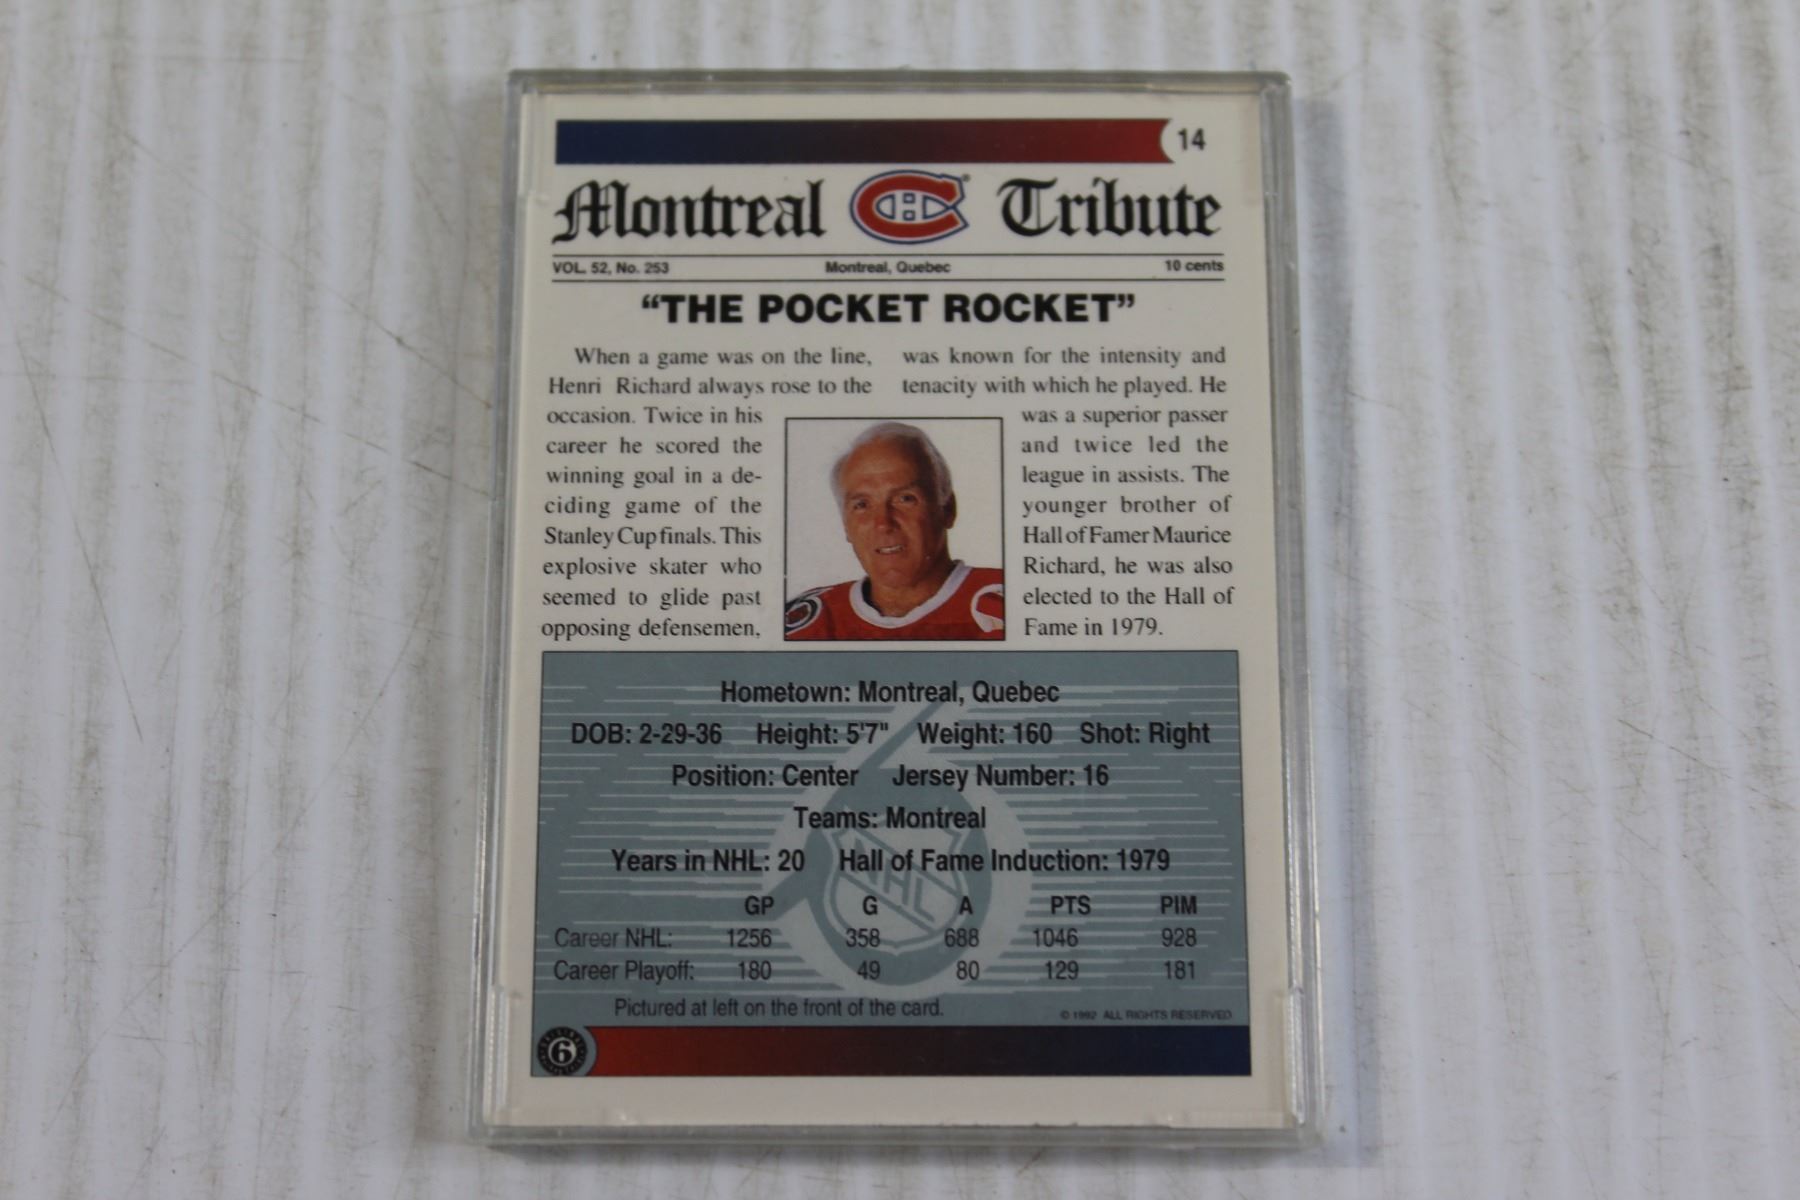 14
Montreal CH® Tribute
VOL. 52, No. 253 Montreal, Quebec 10 cents
“THE POCKET ROCKET”
When a game was on the line,
Henri Richard always rose to the
occasion. Twice in his
career he scored the
winning goal in a de-
ciding game of the
Stanley Cup finals. This
explosive skater who
seemed to glide past
opposing defensemen,
was known for the intensity and
tenacity with which he played. He
was a superior passer
and twice led the
league in assists. The
younger brother of
Hall of Famer Maurice
Richard, he was also
elected to the Hall of
Fame in 1979.
Hometown: Montreal, Quebec
DOB: 2-29-36 Height: 5'7" Weight: 160 Shot: Right
Position: Center Jersey Number: 16
Teams: Montreal
Years in NHL: 20 Hall of Fame Induction: 1979
NHL
GP G A PTS PIM
Career NHL: 1256 358 688 1046 928
Career Playoff: 180 49 80 129 181
Pictured at left on the front of the card.
© 1992 ALL RIGHTS RESERVED
6